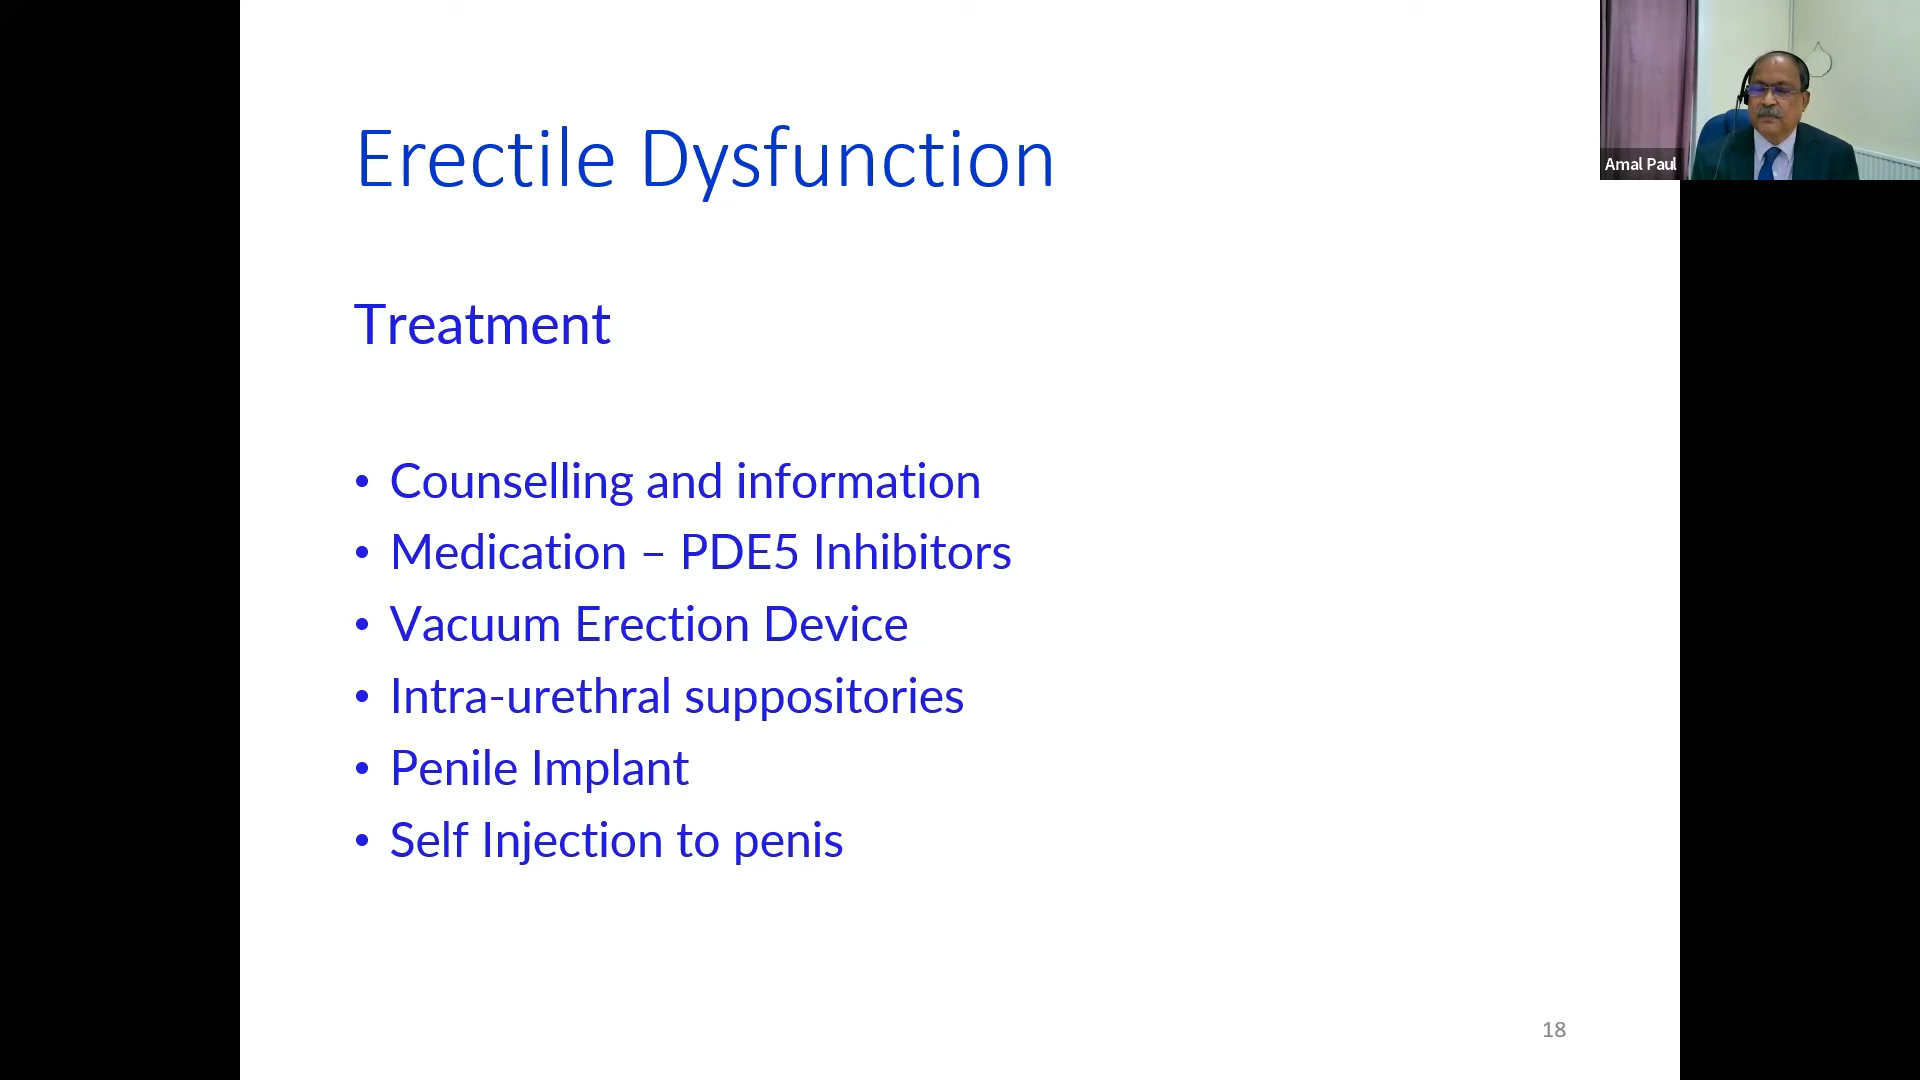 Erectile Dysfunction
Amal Paul
Treatment
• Counselling and information
• Medication – PDE5 Inhibitors
• Vacuum Erection Device
• Intra-urethral suppositories
• Penile Implant
• Self Injection to penis
18